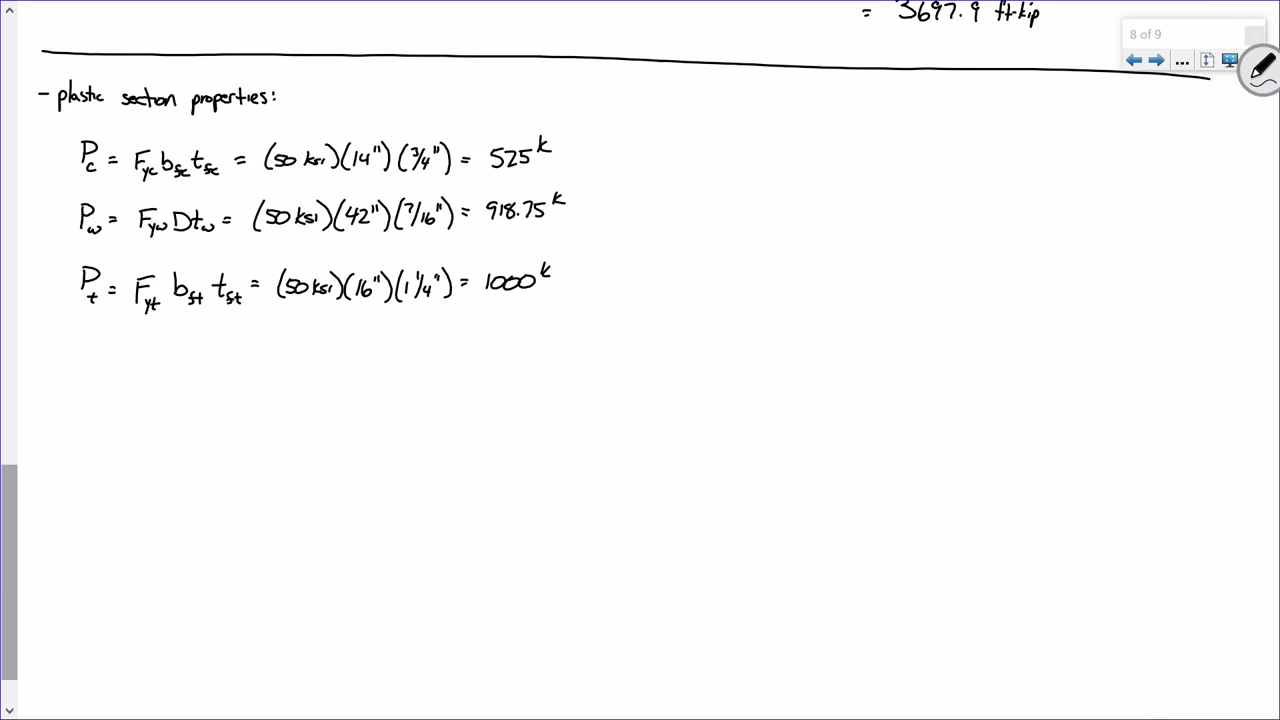 = 3697.9 ft-kip
8 of 9
- plastic section properties:
P_c = F_yc b_fc t_fc = (50 ksi)(14")(3/4") = 525^k
P_w = F_yw D t_w = (50 ksi)(42")(7/16") = 918.75^k
P_t = F_yt b_ft t_ft = (50 ksi)(16")(1 1/4") = 1000^k